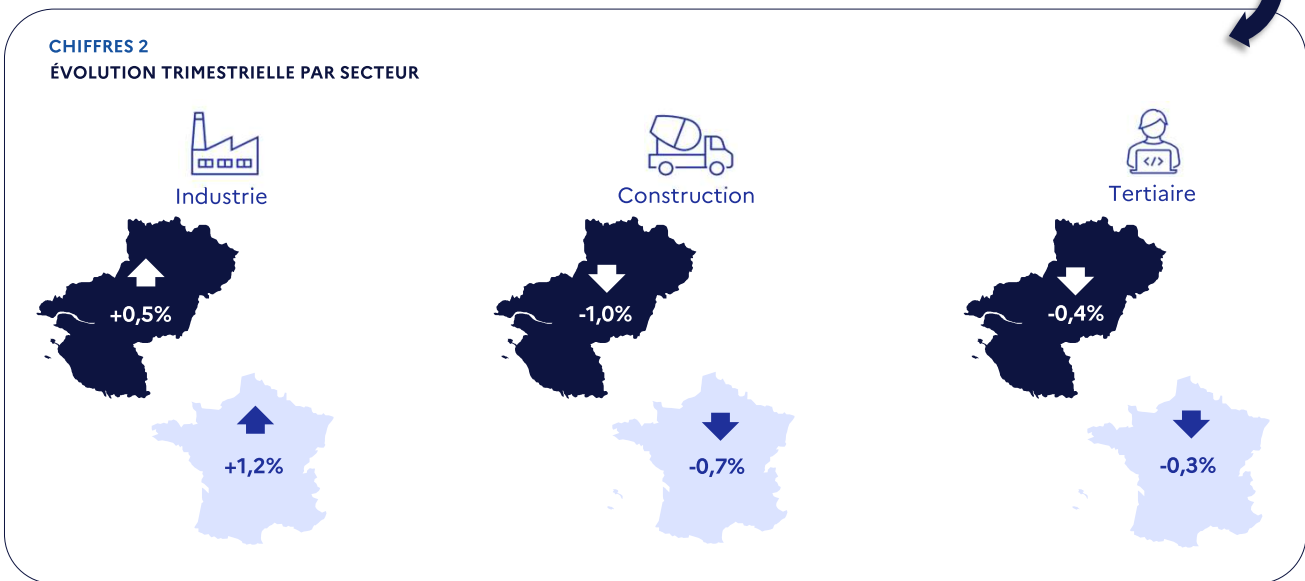 CHIFFRES 2
ÉVOLUTION TRIMESTRIELLE PAR SECTEUR
Industrie
Construction
Tertiaire
</>
+0,5%
-1,0%
-0,4%
+1,2%
-0,7%
-0,3%